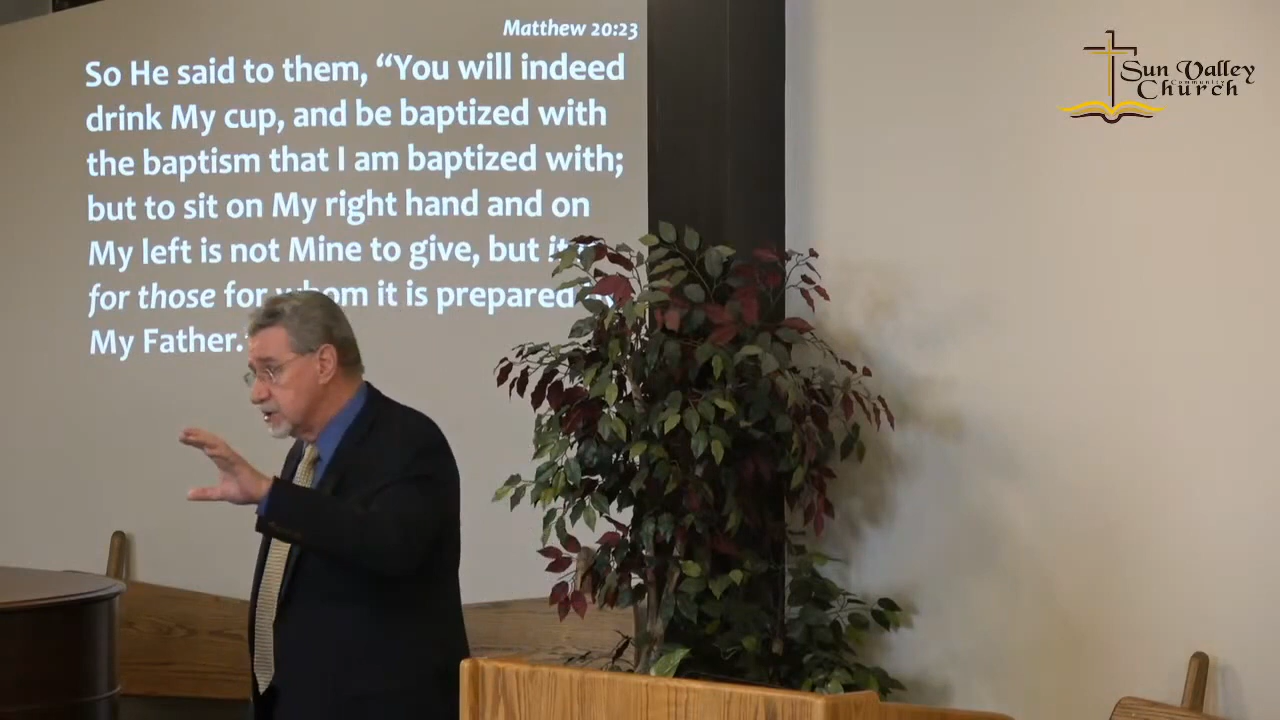 Matthew 20:23
So He said to them, “You will indeed
drink My cup, and be baptized with
the baptism that I am baptized with;
but to sit on My right hand and on
My left is not Mine to give, but
for those for whom it is prepared
My Father.
Sun Valley
Community
Church